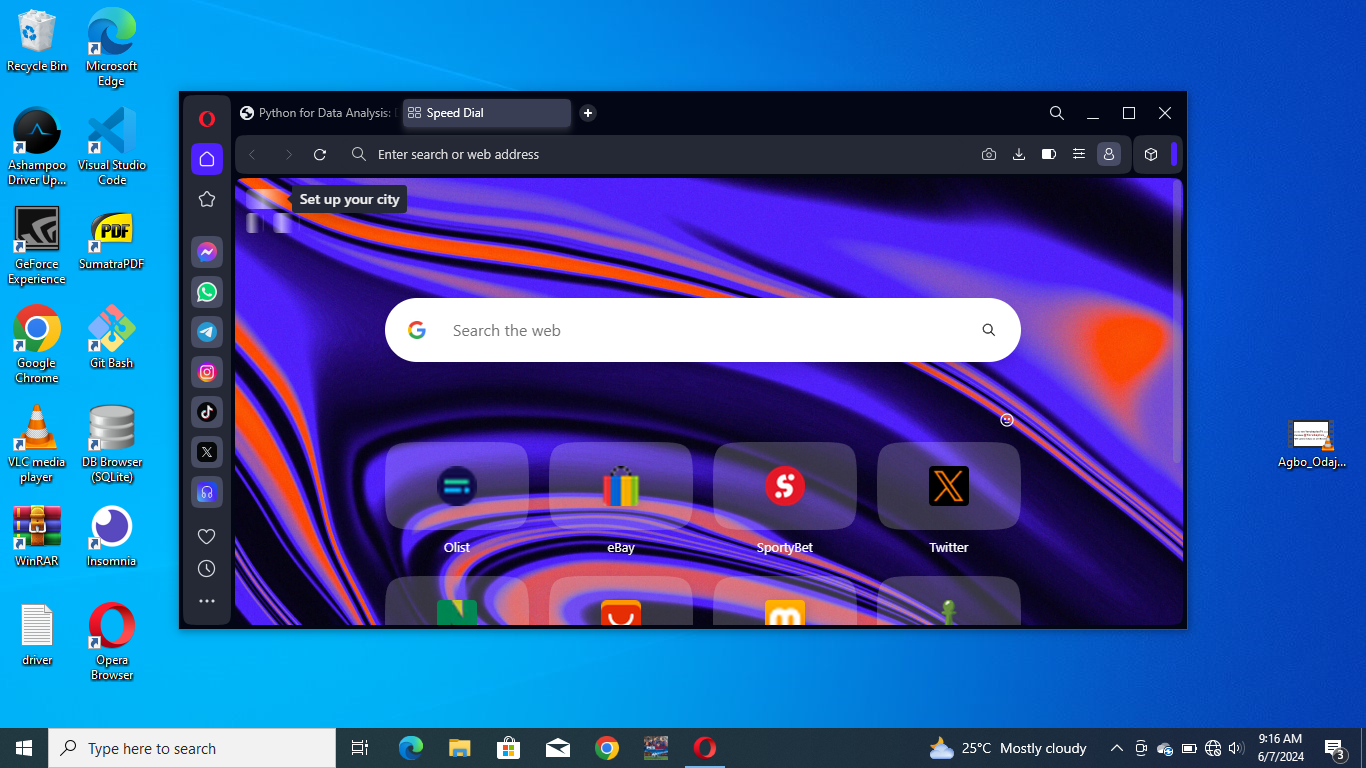 Recycle Bin
Microsoft
Edge
Ashampoo
Driver Up...
Visual Studio
Code
GeForce
Experience
SumatraPDF
Google
Chrome
Git Bash
VLC media
player
DB Browser
(SQLite)
WinRAR
Insomnia
driver
Opera
Browser
Python for Data Analysis:
Speed Dial
Enter search or web address
Set up your city
Search the web
Olist
eBay
SportyBet
Twitter
Agbo_Odaj...
Type here to search
25°C Mostly cloudy
9:16 AM
6/7/2024
3